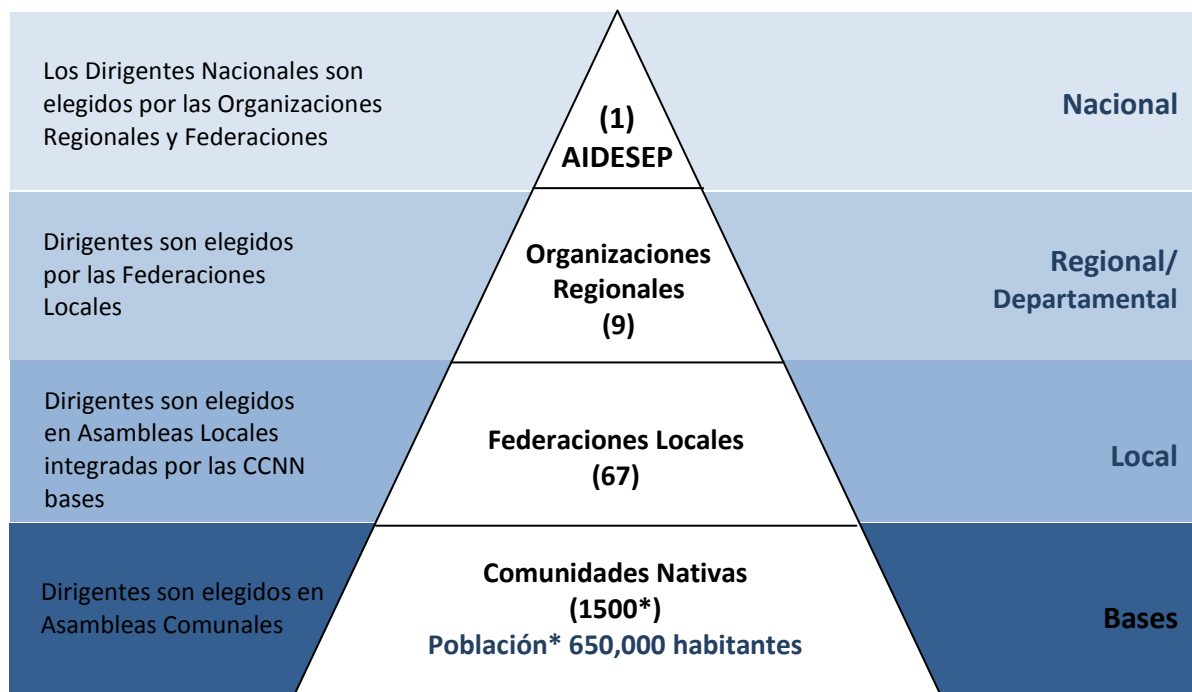 Los Dirigentes Nacionales son
elegidos por las Organizaciones
Regionales y Federaciones
(1)
AIDESEP
Nacional
Dirigentes son elegidos
por las Federaciones
Locales
Organizaciones
Regionales
(9)
Regional/
Departamental
Dirigentes son elegidos
en Asambleas Locales
integradas por las CCNN
bases
Federaciones Locales
(67)
Local
Dirigentes son elegidos en
Asambleas Comunales
Comunidades Nativas
(1500*)
Población* 650,000 habitantes
Bases